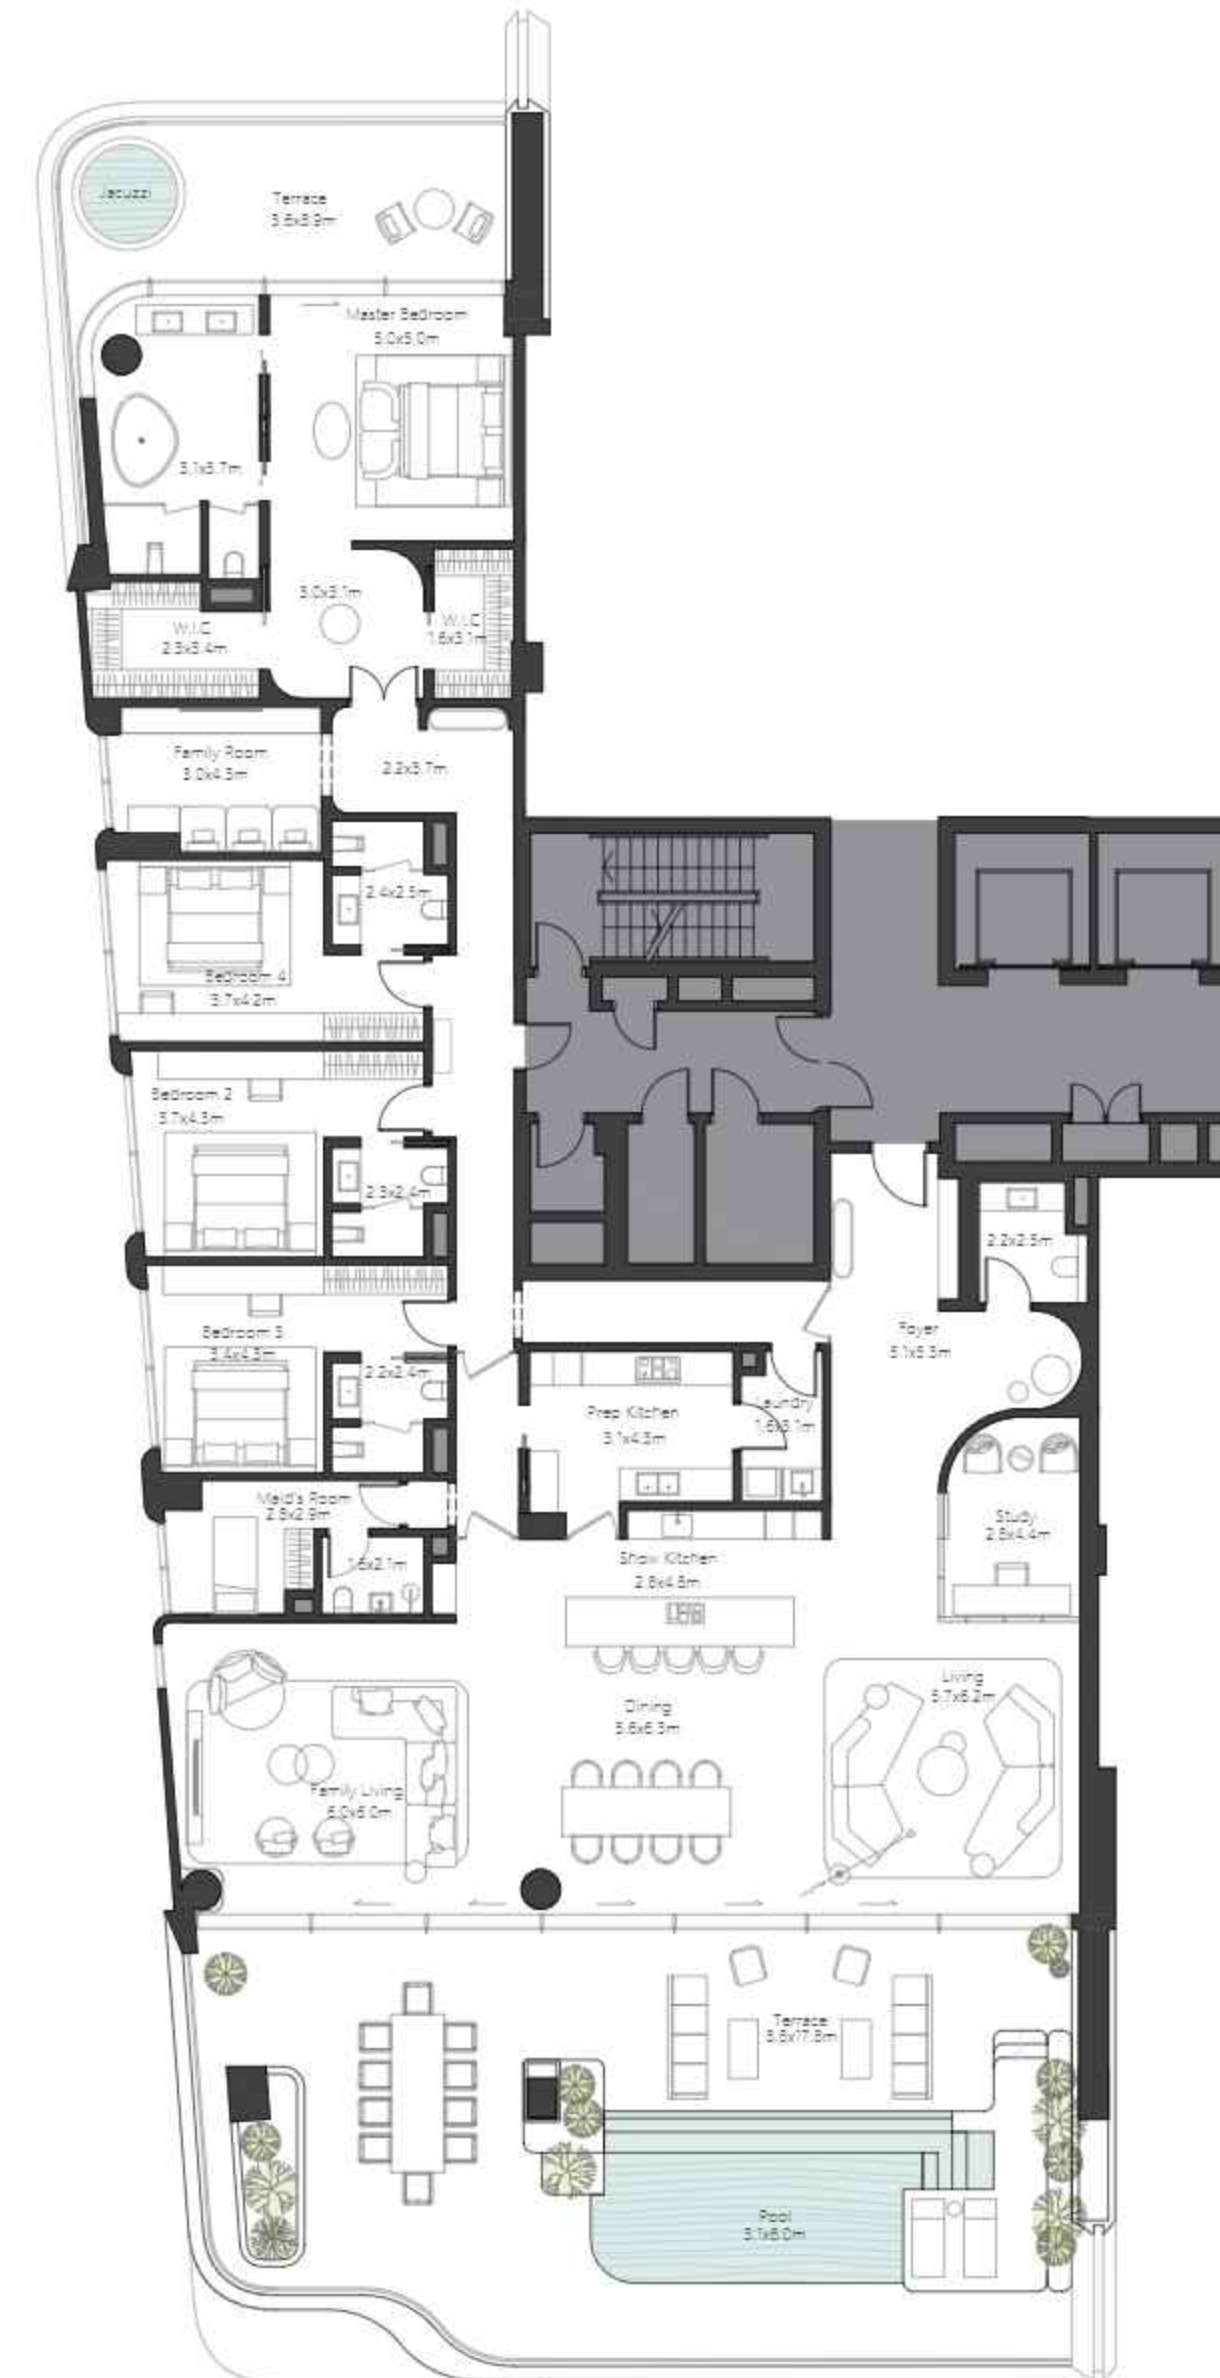 Jacuzzi
Terrace
3.6x8.9m
Master Bedroom
5.0x5.0m
3.1x5.7m
3.0x3.1m
W.I.C
2.3x3.4m
W.I.C
1.6x3.1m
Family Room
3.0x4.3m
2.2x3.7m
2.4x2.5m
Bedroom 4
3.7x4.2m
Bedroom 2
3.7x4.3m
2.3x2.4m
2.2x2.5m
Bedroom 3
3.4x4.3m
2.2x2.4m
Foyer
5.1x5.3m
Prep Kitchen
3.1x4.3m
Laundry
1.6x3.1m
Maid's Room
2.8x2.9m
1.6x2.1m
Study
2.8x4.4m
Show Kitchen
2.8x4.8m
Living
5.7x6.2m
Dining
5.6x6.3m
Family Living
6.0x6.0m
Terrace
8.8x17.8m
Pool
3.1x6.0m